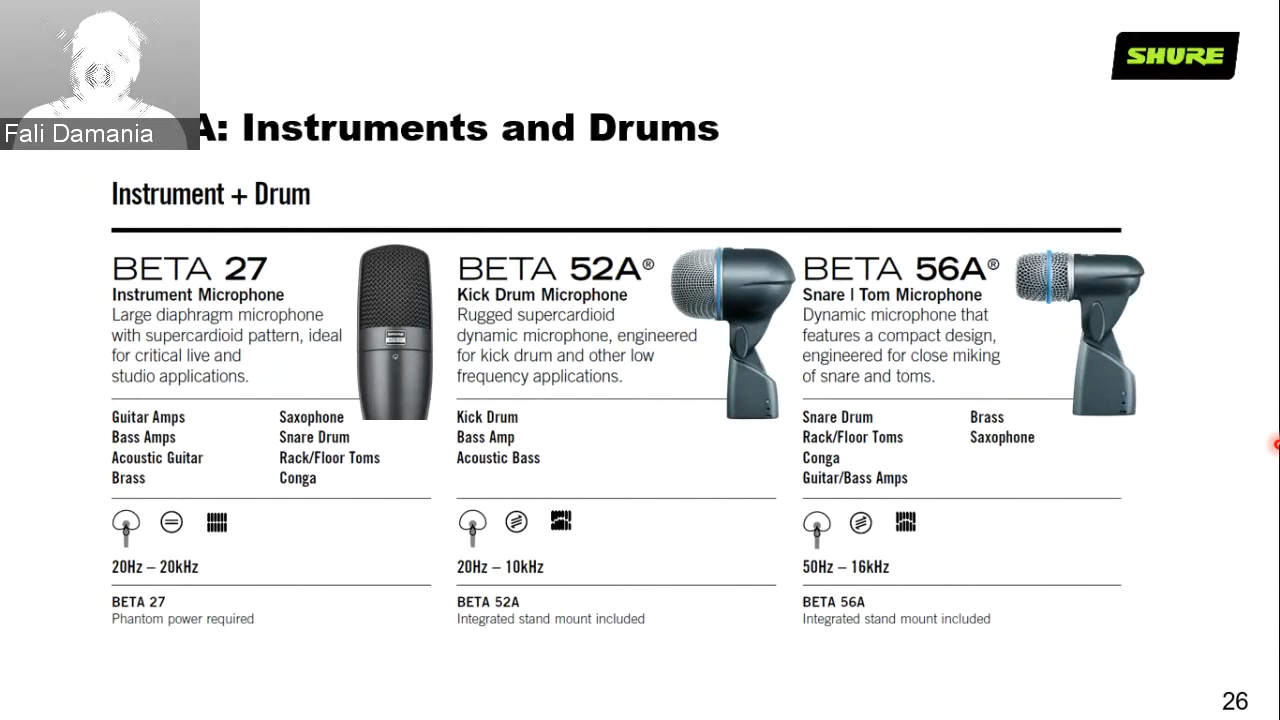 SHURE
Fali Damania
A: Instruments and Drums
Instrument + Drum
BETA 27
Instrument Microphone
Large diaphragm microphone
with supercardioid pattern, ideal
for critical live and
studio applications.
Guitar Amps
Bass Amps
Acoustic Guitar
Brass
Saxophone
Snare Drum
Rack/Floor Toms
Conga
20Hz – 20kHz
BETA 27
Phantom power required
BETA 52A®
Kick Drum Microphone
Rugged supercardioid
dynamic microphone, engineered
for kick drum and other low
frequency applications.
Kick Drum
Bass Amp
Acoustic Bass
20Hz – 10kHz
BETA 52A
Integrated stand mount included
BETA 56A®
Snare | Tom Microphone
Dynamic microphone that
features a compact design,
engineered for close miking
of snare and toms.
Snare Drum
Rack/Floor Toms
Conga
Guitar/Bass Amps
Brass
Saxophone
50Hz – 16kHz
BETA 56A
Integrated stand mount included
26